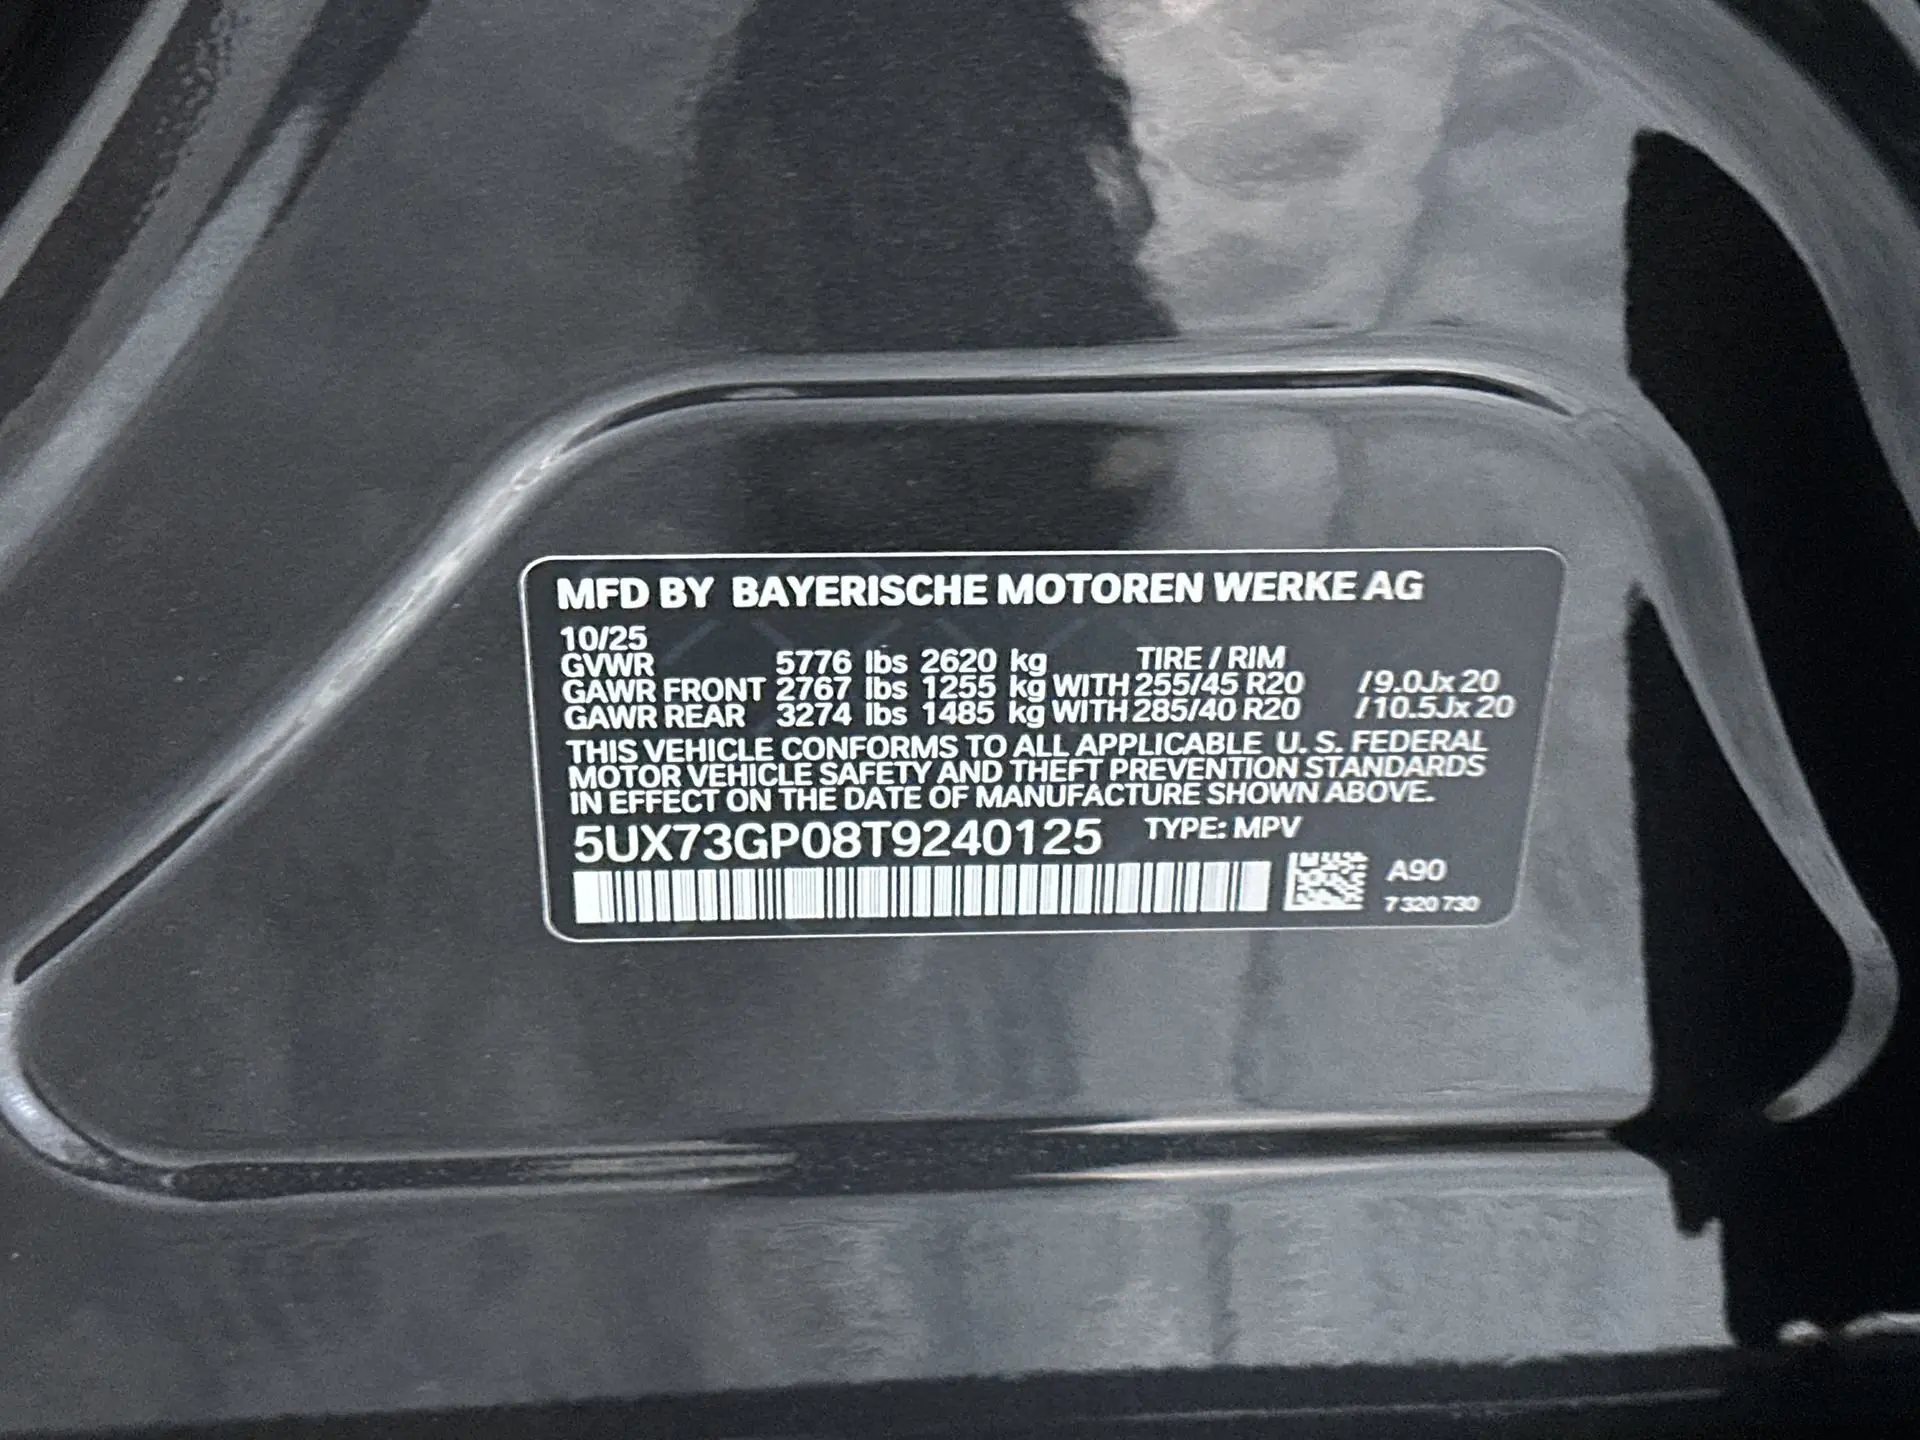 MFD BY BAYERISCHE MOTOREN WERKE AG
10/25
GVWR 5776 lbs 2620 kg TIRE / RIM
GAWR FRONT 2767 lbs 1255 kg WITH 255/45 R20 /9.0Jx20
GAWR REAR 3274 lbs 1485 kg WITH 285/40 R20 /10.5Jx20
THIS VEHICLE CONFORMS TO ALL APPLICABLE U. S. FEDERAL
MOTOR VEHICLE SAFETY AND THEFT PREVENTION STANDARDS
IN EFFECT ON THE DATE OF MANUFACTURE SHOWN ABOVE.
5UX73GP08T9240125 TYPE: MPV
A90
7 320 730